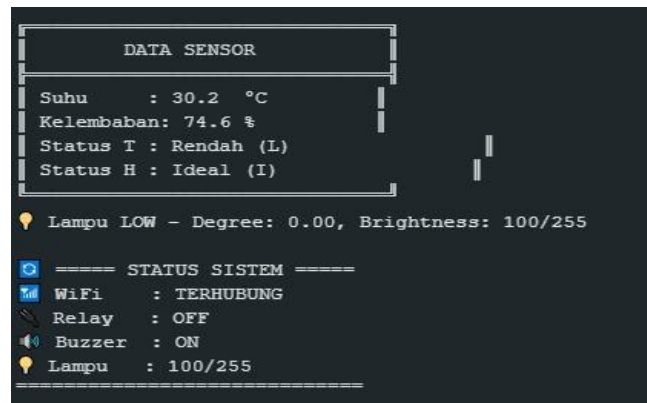 DATA SENSOR
Suhu : 30.2 °C
Kelembaban: 74.6 %
Status T : Rendah (L)
Status H : Ideal (I)
Lampu LOW - Degree: 0.00, Brightness: 100/255
===== STATUS SISTEM =====
WiFi : TERHUBUNG
Relay : OFF
Buzzer : ON
Lampu : 100/255
=============================